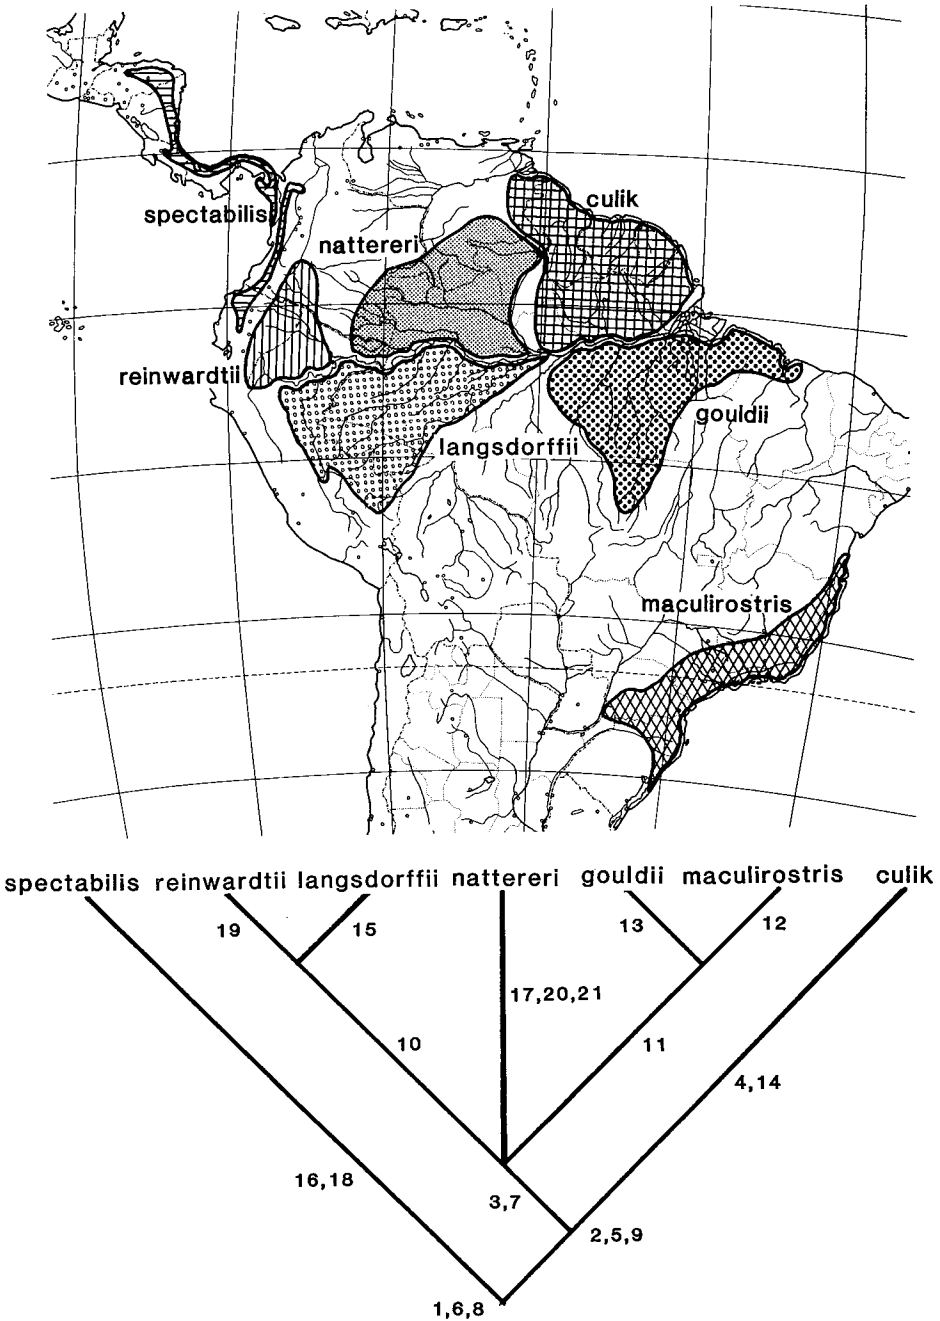 spectabilis
culik
nattereri
reinwardtii
gouldii
langsdorffii
maculirostris
spectabilis reinwardtii langsdorffii nattereri gouldii maculirostris culik
19 15 13 12
17,20,21
10 11
4,14
16,18
3,7
2,5,9
1,6,8